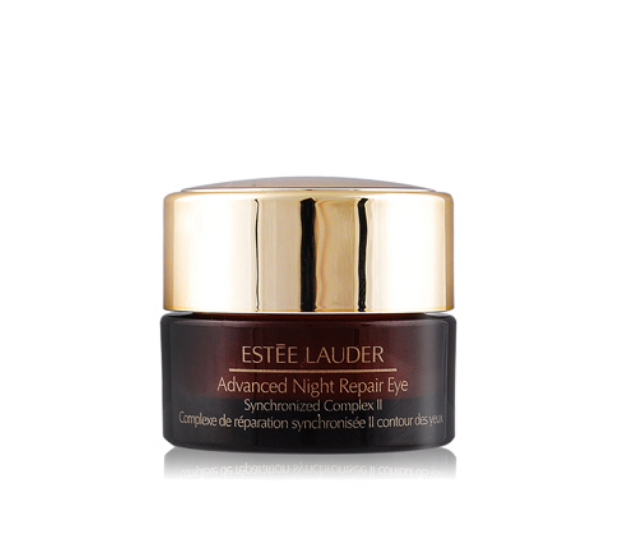 ESTĒE LAUDER
Advanced Night Repair Eye
Synchronized Complex II
Complexe de réparation synchronisée II contour des yeux